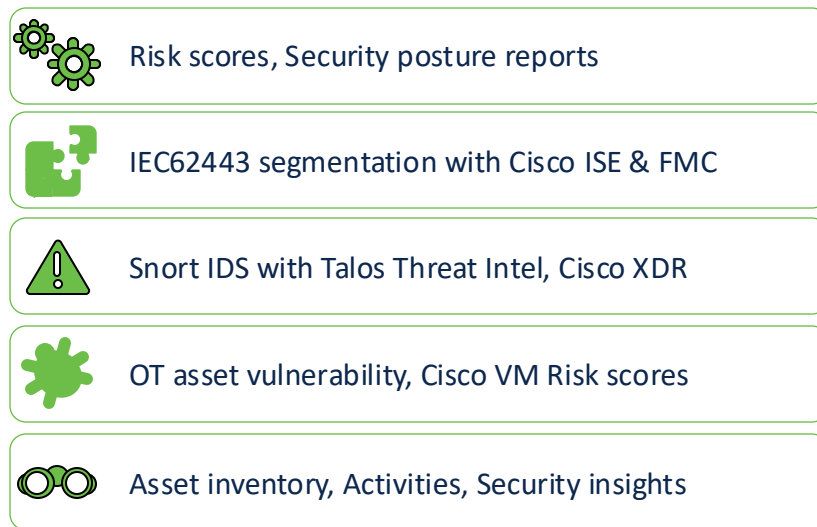 Risk scores, Security posture reports
IEC62443 segmentation with Cisco ISE & FMC
Snort IDS with Talos Threat Intel, Cisco XDR
OT asset vulnerability, Cisco VM Risk scores
Asset inventory, Activities, Security insights